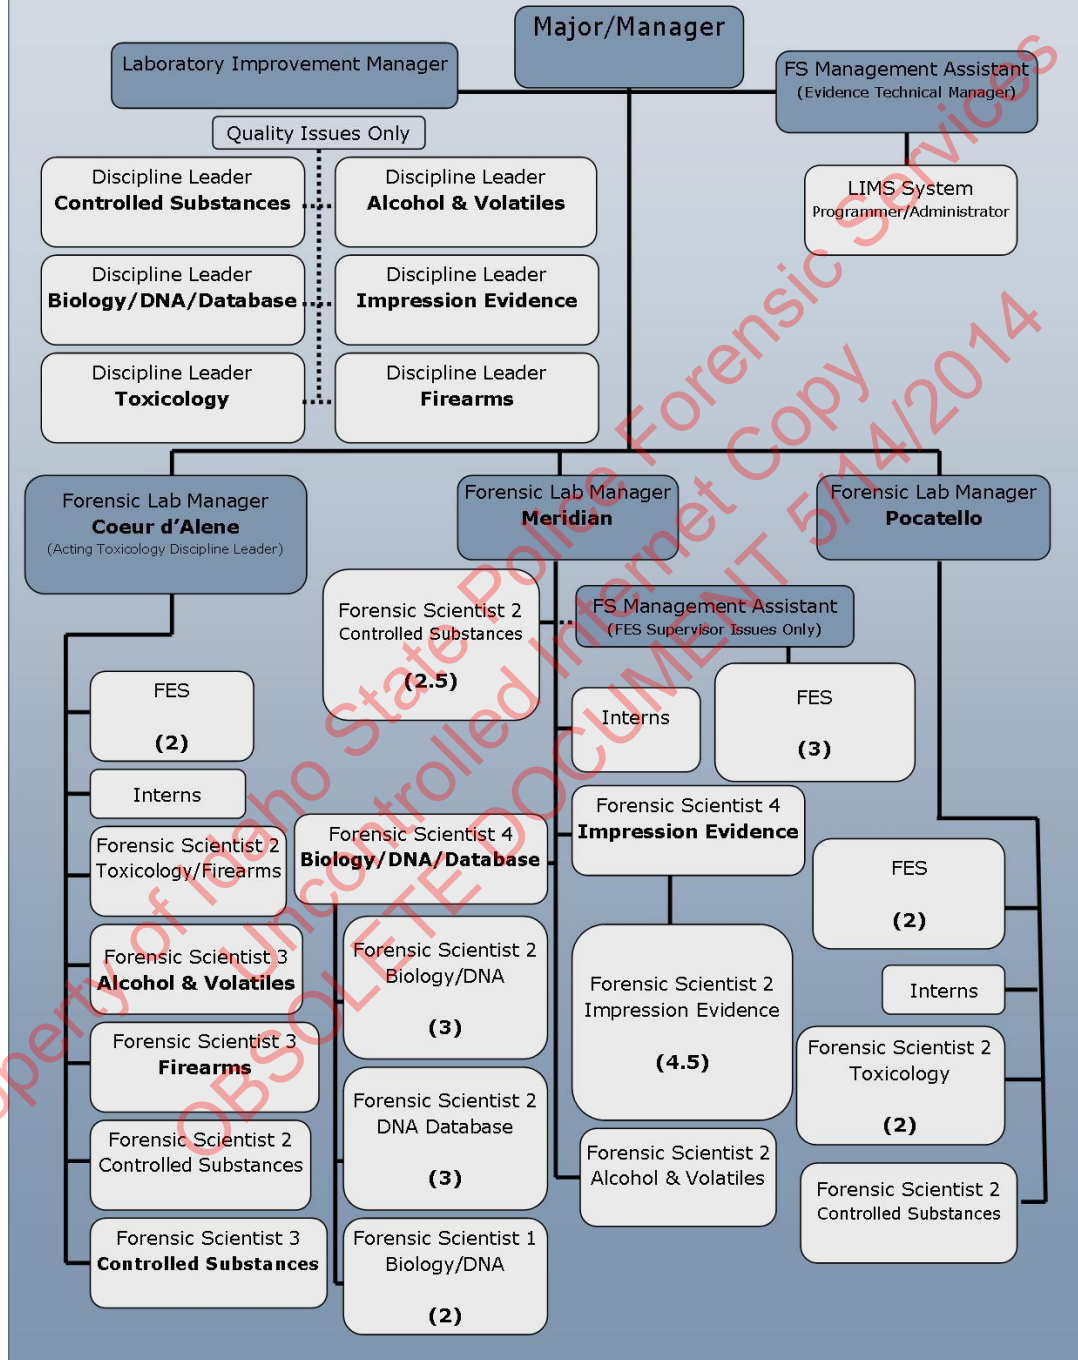 Major/Manager
Laboratory Improvement Manager
FS Management Assistant
(Evidence Technical Manager)
Quality Issues Only
LIMS System
Programmer/Administrator
Discipline Leader
Controlled Substances
Discipline Leader
Alcohol & Volatiles
Discipline Leader
Biology/DNA/Database
Discipline Leader
Impression Evidence
Discipline Leader
Toxicology
Discipline Leader
Firearms
Forensic Lab Manager
Coeur d'Alene
(Acting Toxicology Discipline Leader)
Forensic Lab Manager
Meridian
Forensic Lab Manager
Pocatello
FES
(2)
Interns
Forensic Scientist 2
Toxicology/Firearms
Forensic Scientist 3
Alcohol & Volatiles
Forensic Scientist 3
Firearms
Forensic Scientist 2
Controlled Substances
Forensic Scientist 3
Controlled Substances
Forensic Scientist 2
Controlled Substances
(2.5)
FS Management Assistant
(FES Supervisor Issues Only)
FES
(3)
Interns
Forensic Scientist 4
Biology/DNA/Database
Forensic Scientist 2
Biology/DNA
(3)
Forensic Scientist 2
DNA Database
(3)
Forensic Scientist 1
Biology/DNA
(2)
Forensic Scientist 4
Impression Evidence
Forensic Scientist 2
Impression Evidence
(4.5)
Forensic Scientist 2
Alcohol & Volatiles
FES
(2)
Interns
Forensic Scientist 2
Toxicology
(2)
Forensic Scientist 2
Controlled Substances
of Idaho State Police Forensic Services
Uncontrolled Internet Copy
OBSOLETE DOCUMENT 5/14/2014